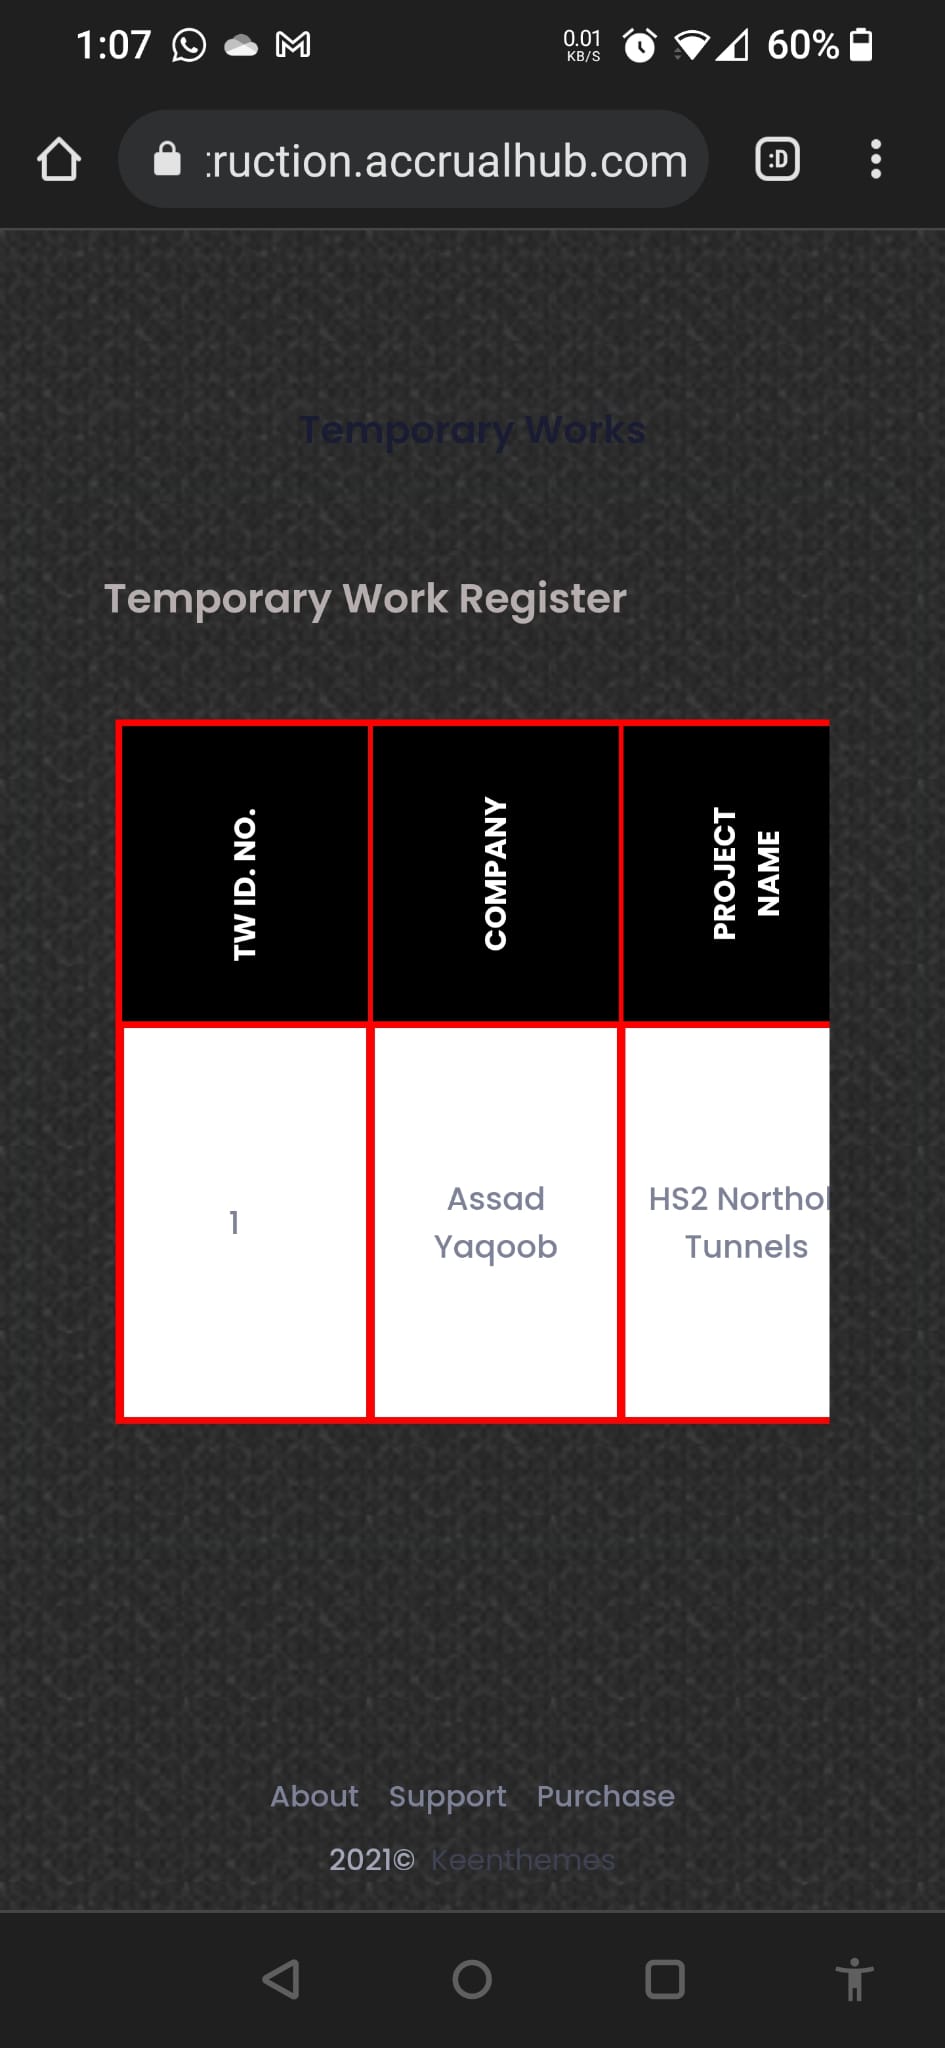 1:07
0.01
KB/S
60%
:ruction.accrualhub.com
:D
Temporary Works
Temporary Work Register
TW ID. NO.
COMPANY
PROJECT
NAME
1
Assad
Yaqoob
HS2 Northol
Tunnels
About Support Purchase
2021© Keenthemes